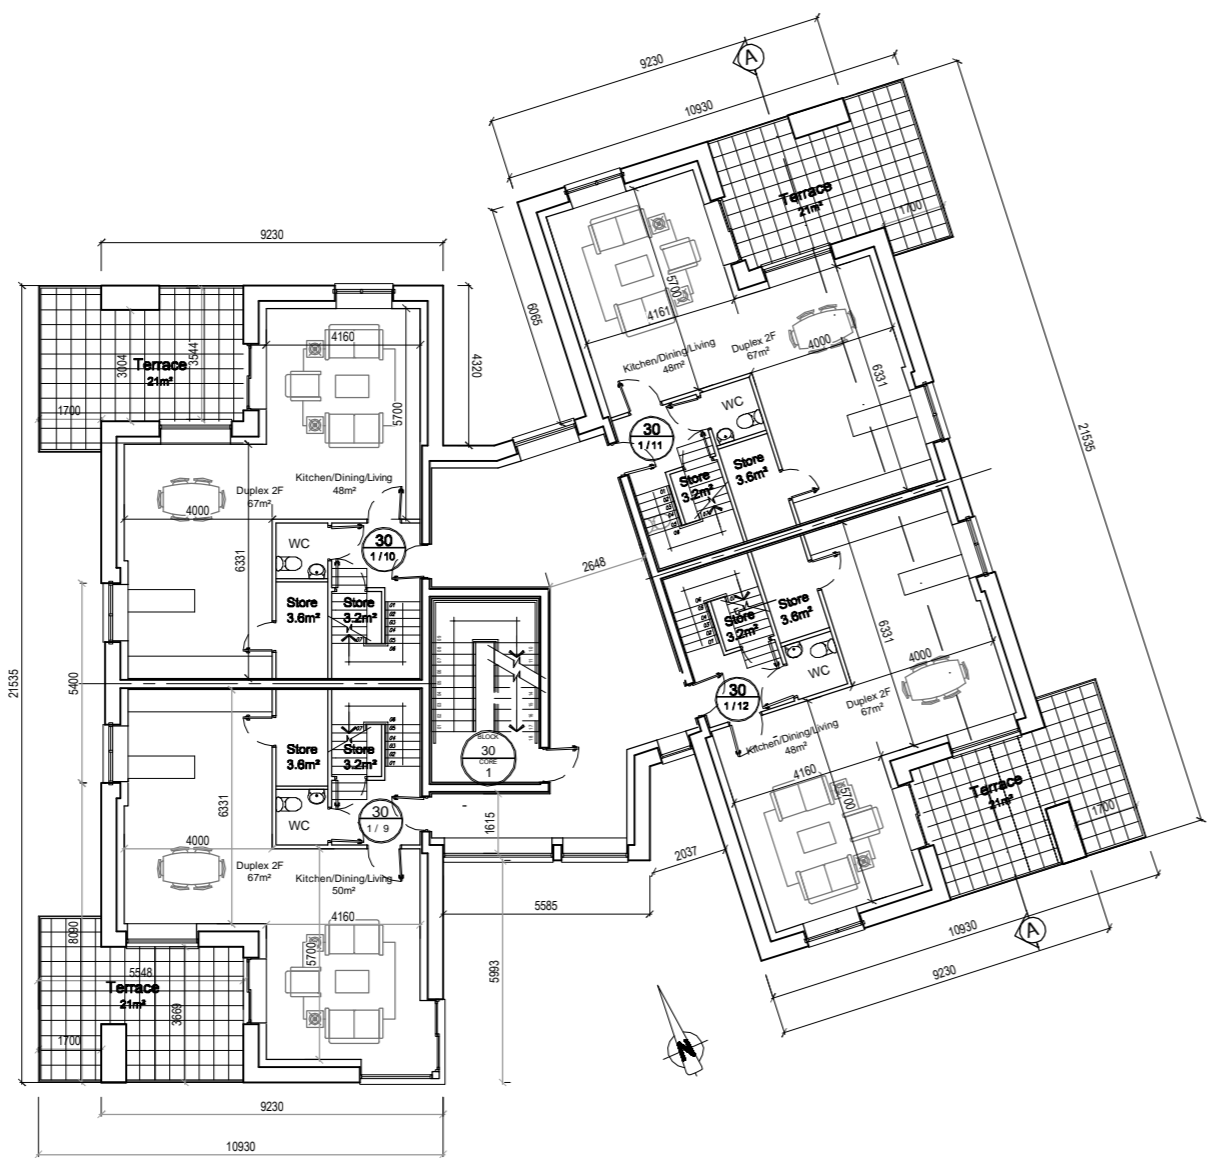 9230
A
10930
Terrace
21m²
1700
6065
5700
4161
Kitchen/Dining/Living
48m²
Duplex 2F
67m²
4000
6331
WC
30
1 / 11
Store
3.6m²
Store
3.2m²
21535
9230
Terrace
21m²
3004
3544
1700
4160
5700
4320
Kitchen/Dining/Living
48m²
Duplex 2F
67m²
4000
6331
WC
30
1 / 10
Store
3.6m²
Store
3.2m²
2648
21535
5400
Store
3.6m²
Store
3.2m²
BLOCK
30
CORE
1
6331
WC
30
1 / 9
4000
Duplex 2F
67m²
Kitchen/Dining/Living
50m²
4160
5700
8090
5548
Terrace
21m²
3669
1700
1615
5585
5993
2037
9230
10930
Store
3.2m²
Store
3.6m²
WC
6331
4000
30
1 / 12
Duplex 2F
67m²
Kitchen/Dining/Living
48m²
4160
5700
Terrace
21m²
1700
10930
A
9230
N